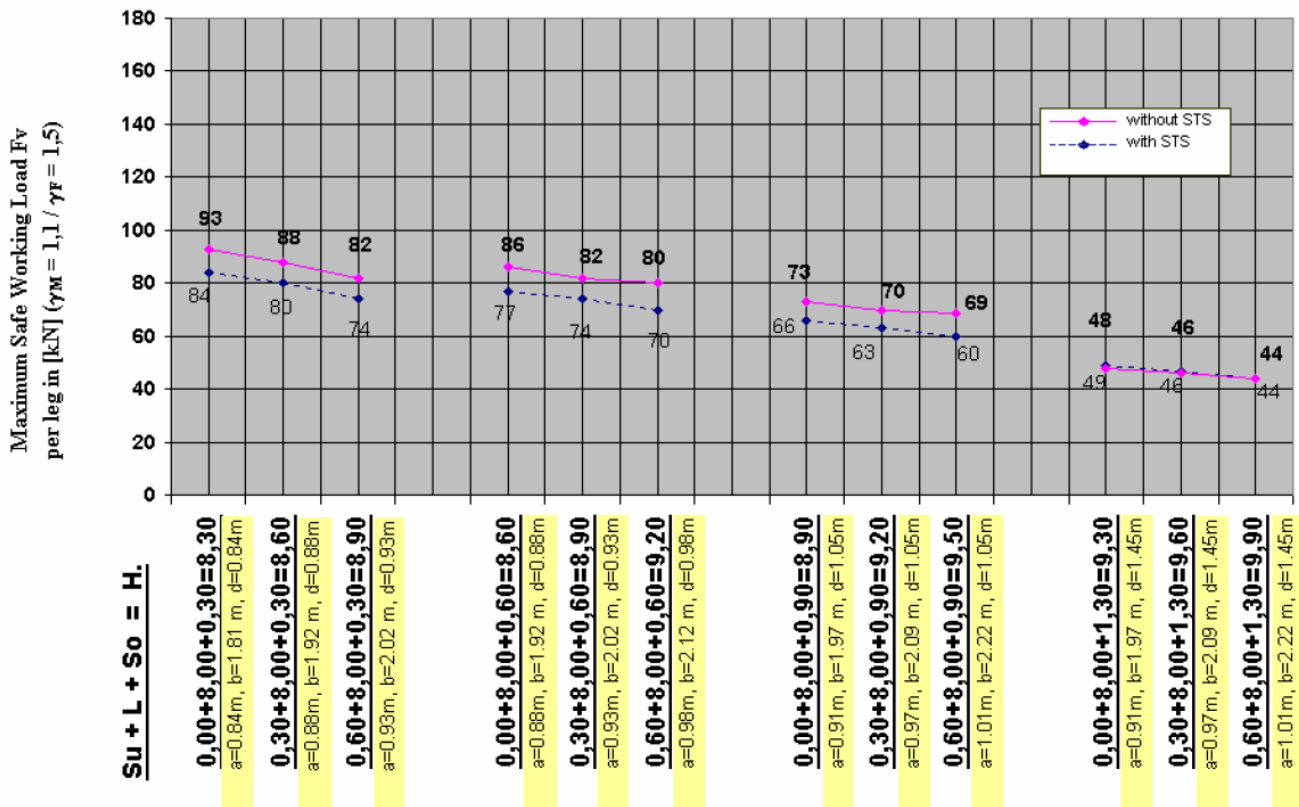 Maximum Safe Working Load Fv
per leg in [kN] (γM = 1,1 / γF = 1,5)
180
160
140
120
100
80
60
40
20
0
without STS
with STS
93
88
82
84
80
74
86
82
80
77
74
70
73
70
69
66
63
60
48
46
44
49
46
44
Su + L + So = H.
0,00+8,00+0,30=8,30
a=0.84m, b=1.81 m, d=0.84m
0,30+8,00+0,30=8,60
a=0.88m, b=1.92 m, d=0.88m
0,60+8,00+0,30=8,90
a=0.93m, b=2.02 m, d=0.93m
0,00+8,00+0,60=8,60
a=0.88m, b=1.92 m, d=0.88m
0,30+8,00+0,60=8,90
a=0.93m, b=2.02 m, d=0.93m
0,60+8,00+0,60=9,20
a=0.98m, b=2.12 m, d=0.98m
0,00+8,00+0,90=8,90
a=0.91m, b=1.97 m, d=1.05m
0,30+8,00+0,90=9,20
a=0.97m, b=2.09 m, d=1.05m
0,60+8,00+0,90=9,50
a=1.01m, b=2.22 m, d=1.05m
0,00+8,00+1,30=9,30
a=0.91m, b=1.97 m, d=1.45m
0,30+8,00+1,30=9,60
a=0.97m, b=2.09 m, d=1.45m
0,60+8,00+1,30=9,90
a=1.01m, b=2.22 m, d=1.45m